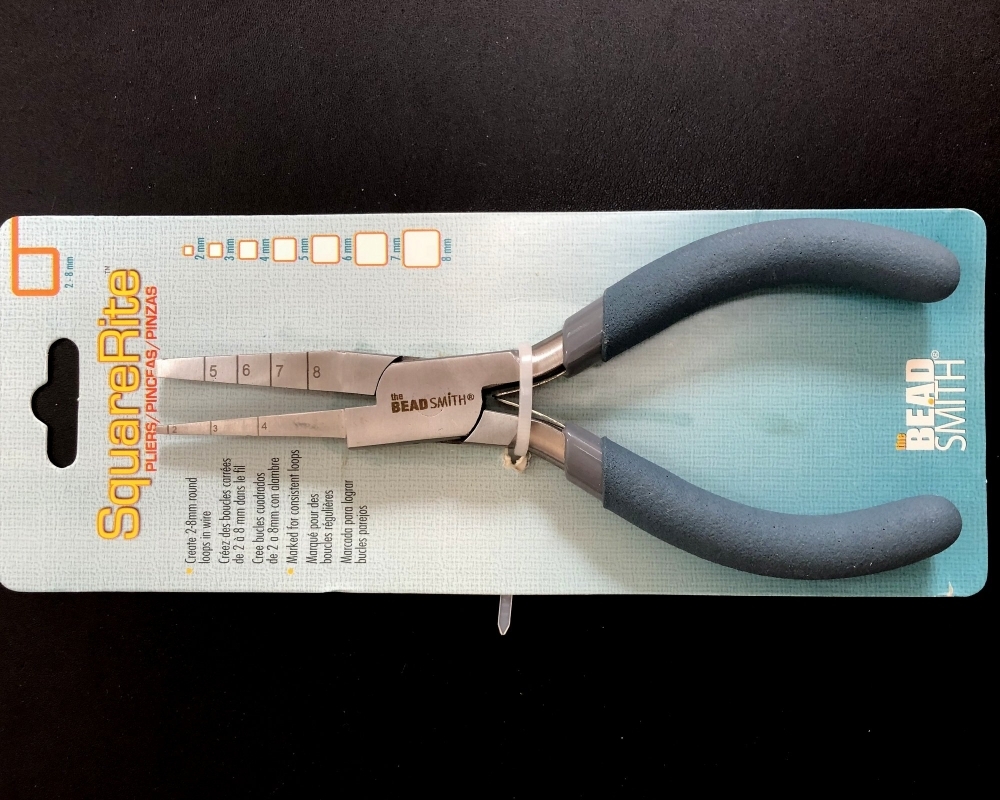 2-8 mm
SquareRite™
PLIERS/PINCEAS/PINZAS
2 mm
3 mm
4 mm
5 mm
6 mm
7 mm
8 mm
5
6
7
8
2
3
4
the
BEADSMiTH®
• Create 2-8mm round
loops in wire
Créez des boucles carrées
de 2 à 8 mm dans le fil
Cree bucles cuadrados
de 2 a 8mm con alambre
• Marked for consistent loops
Marqué pour des
boucles régulières
Marcada para lograr
bucles parejos
the
BEAD®
SMiTH